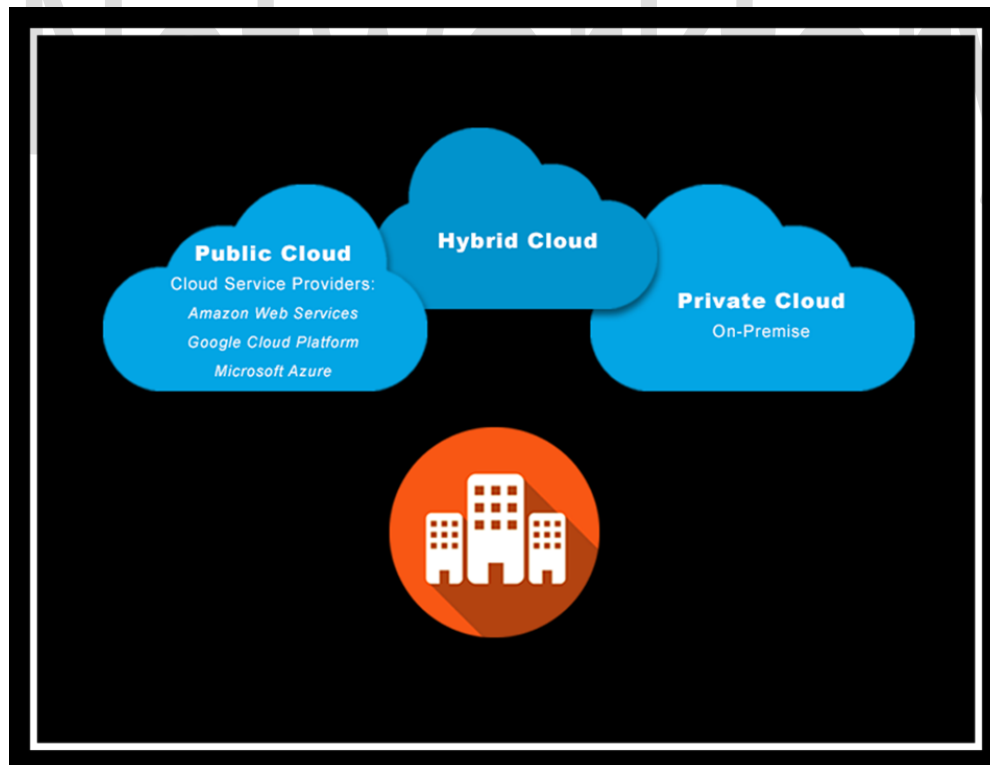 Public Cloud
Cloud Service Providers:
Amazon Web Services
Google Cloud Platform
Microsoft Azure
Hybrid Cloud
Private Cloud
On-Premise